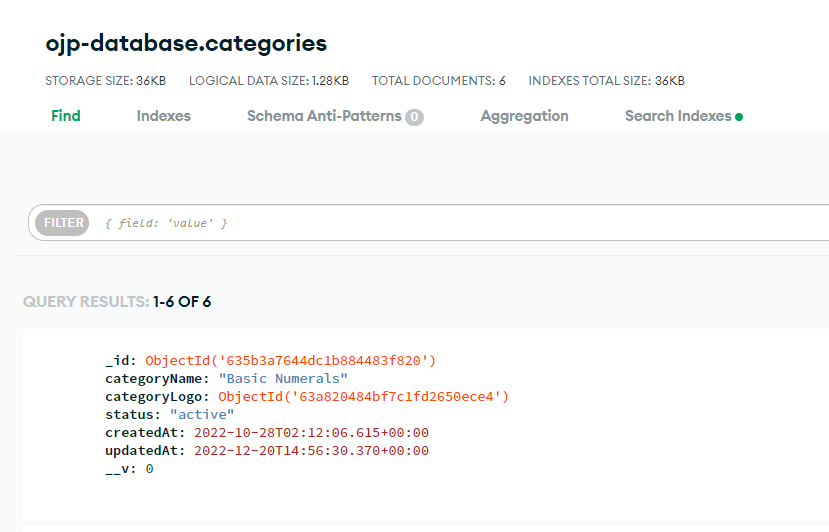 ojp-database.categories
STORAGE SIZE: 36KB LOGICAL DATA SIZE: 1.28KB TOTAL DOCUMENTS: 6 INDEXES TOTAL SIZE: 36KB
Find Indexes Schema Anti-Patterns 0 Aggregation Search Indexes
FILTER { field: 'value' }
QUERY RESULTS: 1-6 OF 6
_id: ObjectId('635b3a7644dc1b884483f820')
categoryName: "Basic Numerals"
categoryLogo: ObjectId('63a820484bf7c1fd2650ece4')
status: "active"
createdAt: 2022-10-28T02:12:06.615+00:00
updatedAt: 2022-12-20T14:56:30.370+00:00
__v: 0